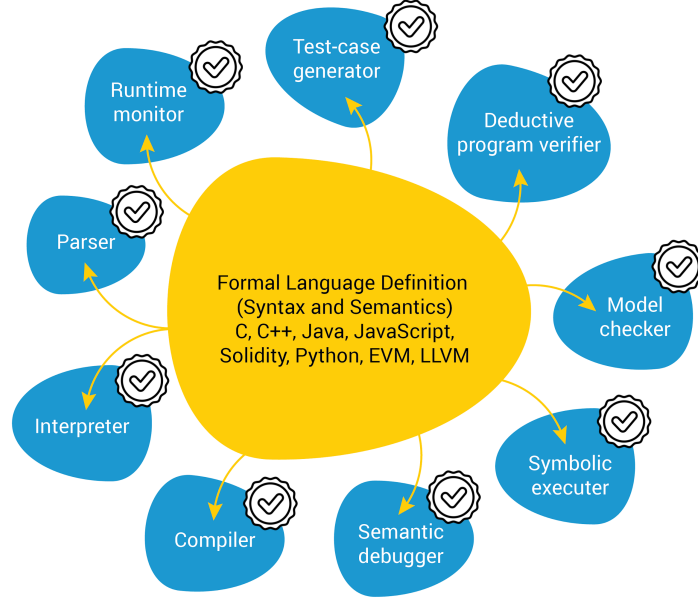 Test-case
generator
Runtime
monitor
Deductive
program verifier
Parser
Formal Language Definition
(Syntax and Semantics)
C, C++, Java, JavaScript,
Solidity, Python, EVM, LLVM
Model
checker
Interpreter
Symbolic
executer
Compiler
Semantic
debugger